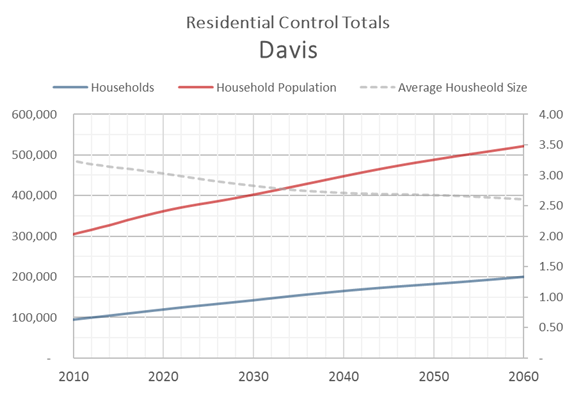 Residential Control Totals
Davis
Households Household Population Average Housheold Size
600,000 4.00
500,000 3.50
400,000 3.00
300,000 2.50
200,000 2.00
100,000 1.50
- 1.00
0.50
-
2010 2020 2030 2040 2050 2060